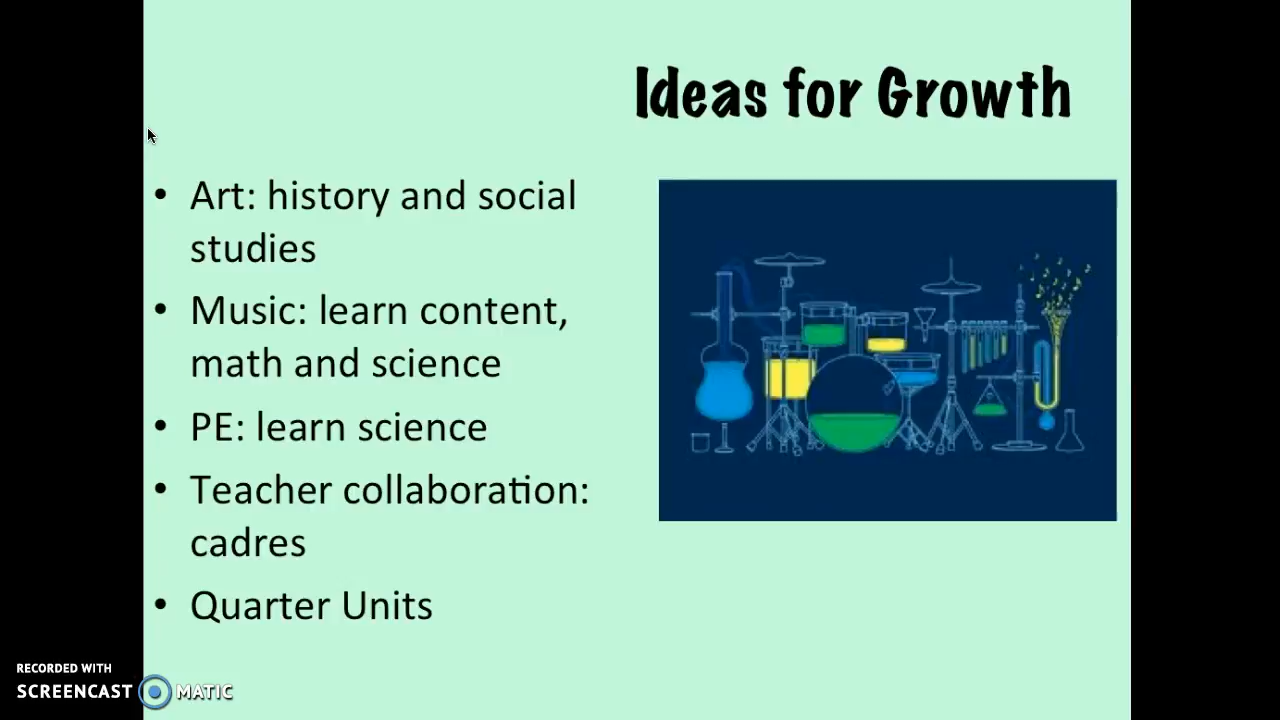 Ideas for Growth
• Art: history and social
studies
• Music: learn content,
math and science
• PE: learn science
• Teacher collaboration:
cadres
• Quarter Units
RECORDED WITH
SCREENCAST MATIC